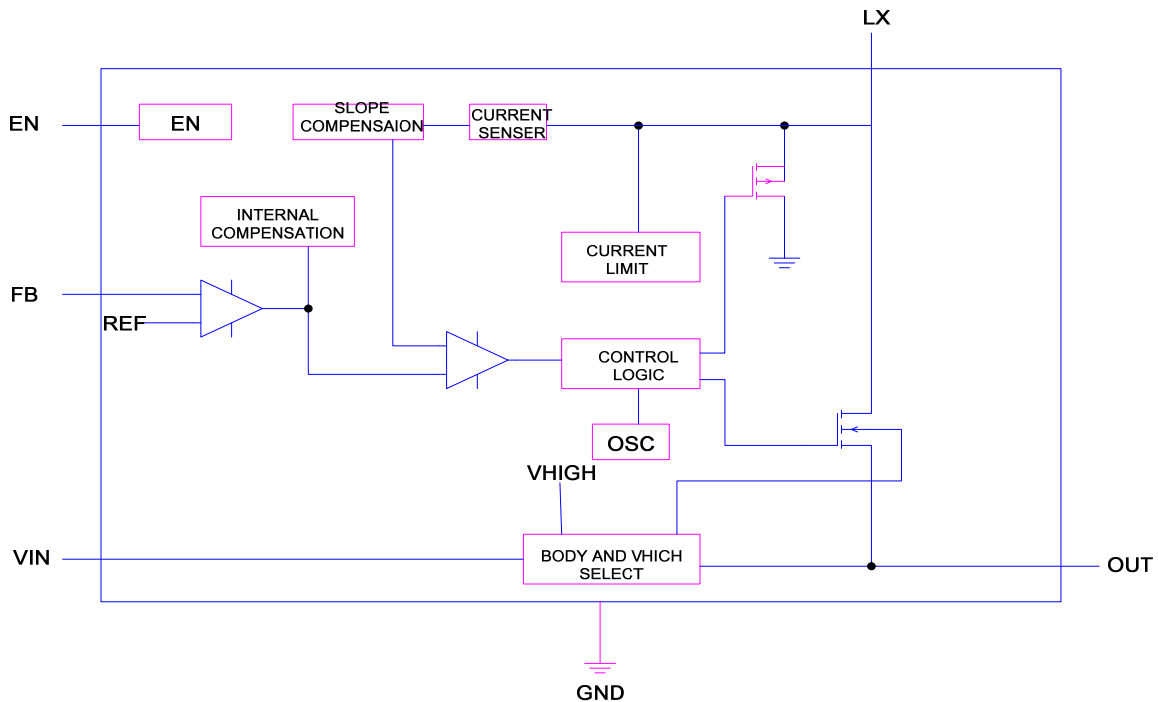 LX
EN
EN
SLOPE
COMPENSAION
CURRENT
SENSER
INTERNAL
COMPENSATION
CURRENT
LIMIT
FB
REF
CONTROL
LOGIC
OSC
VHIGH
VIN
BODY AND VHICH
SELECT
OUT
GND